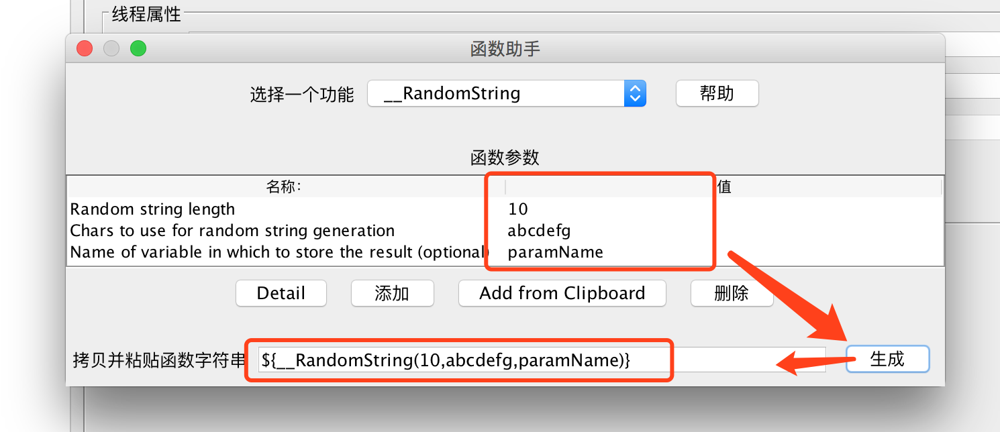 线程属性
函数助手
选择一个功能 __RandomString 帮助
函数参数
名称: 值
Random string length 10
Chars to use for random string generation abcdefg
Name of variable in which to store the result (optional) paramName
Detail 添加 Add from Clipboard 删除
拷贝并粘贴函数字符串 ${__RandomString(10,abcdefg,paramName)} 生成